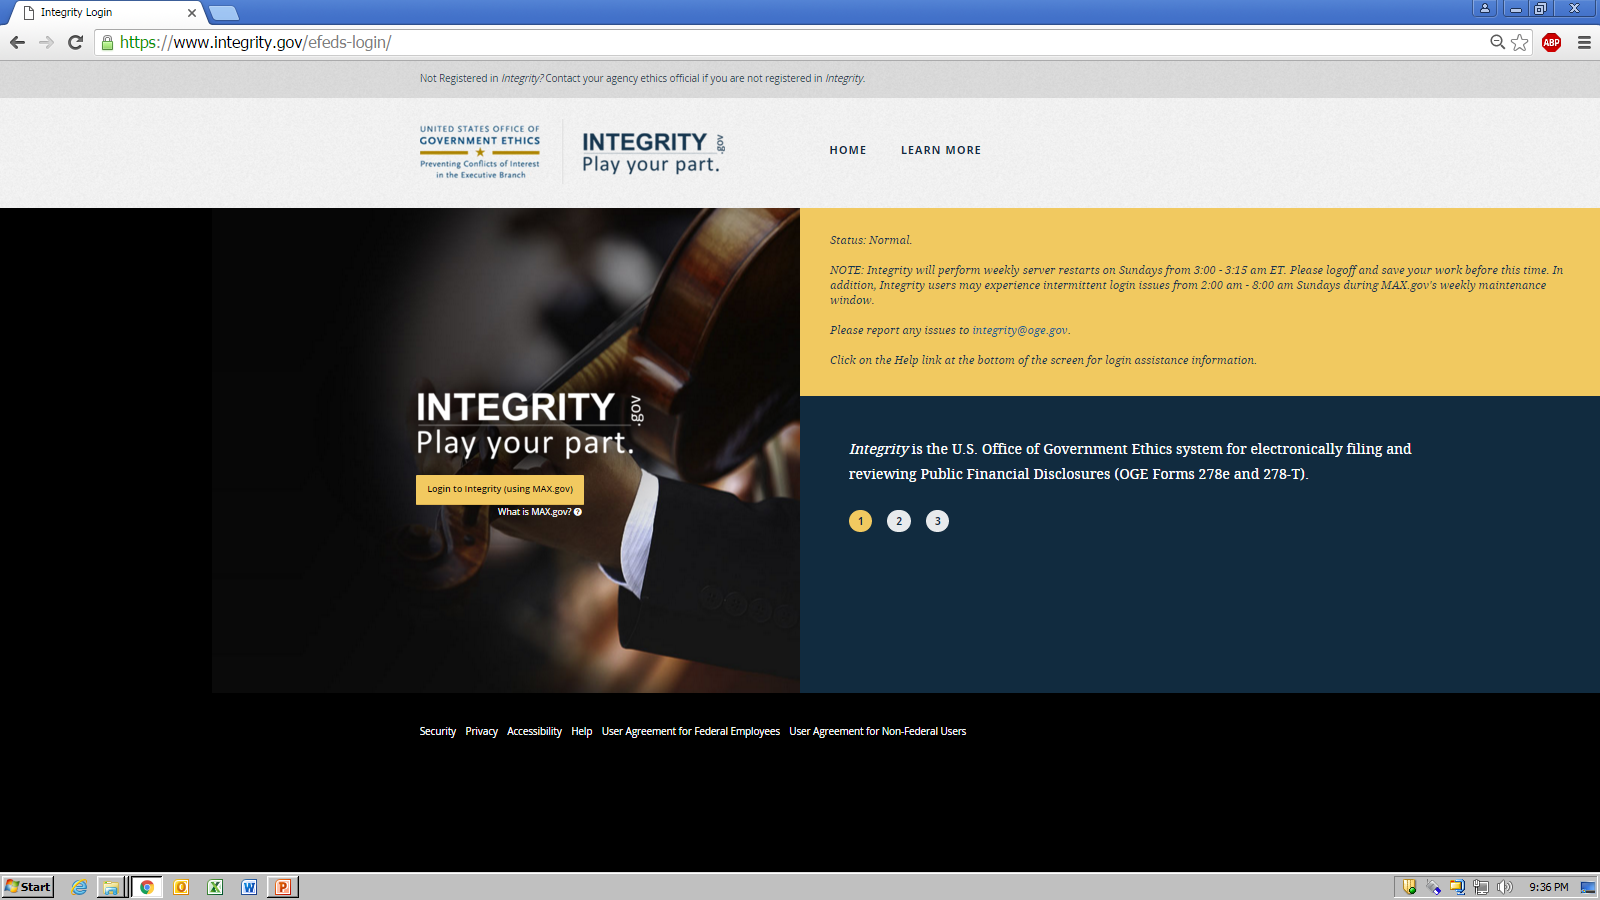 Integrity Login
https://www.integrity.gov/efeds-login/
ABP
Not Registered in Integrity? Contact your agency ethics official if you are not registered in Integrity.
UNITED STATES OFFICE OF
GOVERNMENT ETHICS
Preventing Conflicts of Interest
in the Executive Branch
INTEGRITY .gov
Play your part.
HOME LEARN MORE
Status: Normal.
NOTE: Integrity will perform weekly server restarts on Sundays from 3:00 - 3:15 am ET. Please logoff and save your work before this time. In
addition, Integrity users may experience intermittent login issues from 2:00 am - 8:00 am Sundays during MAX.gov's weekly maintenance
window.
Please report any issues to integrity@oge.gov.
Click on the Help link at the bottom of the screen for login assistance information.
INTEGRITY .gov
Play your part.
Login to Integrity (using MAX.gov)
What is MAX.gov? ?
Integrity is the U.S. Office of Government Ethics system for electronically filing and
reviewing Public Financial Disclosures (OGE Forms 278e and 278-T).
1 2 3
Security Privacy Accessibility Help User Agreement for Federal Employees User Agreement for Non-Federal Users
Start
9:36 PM